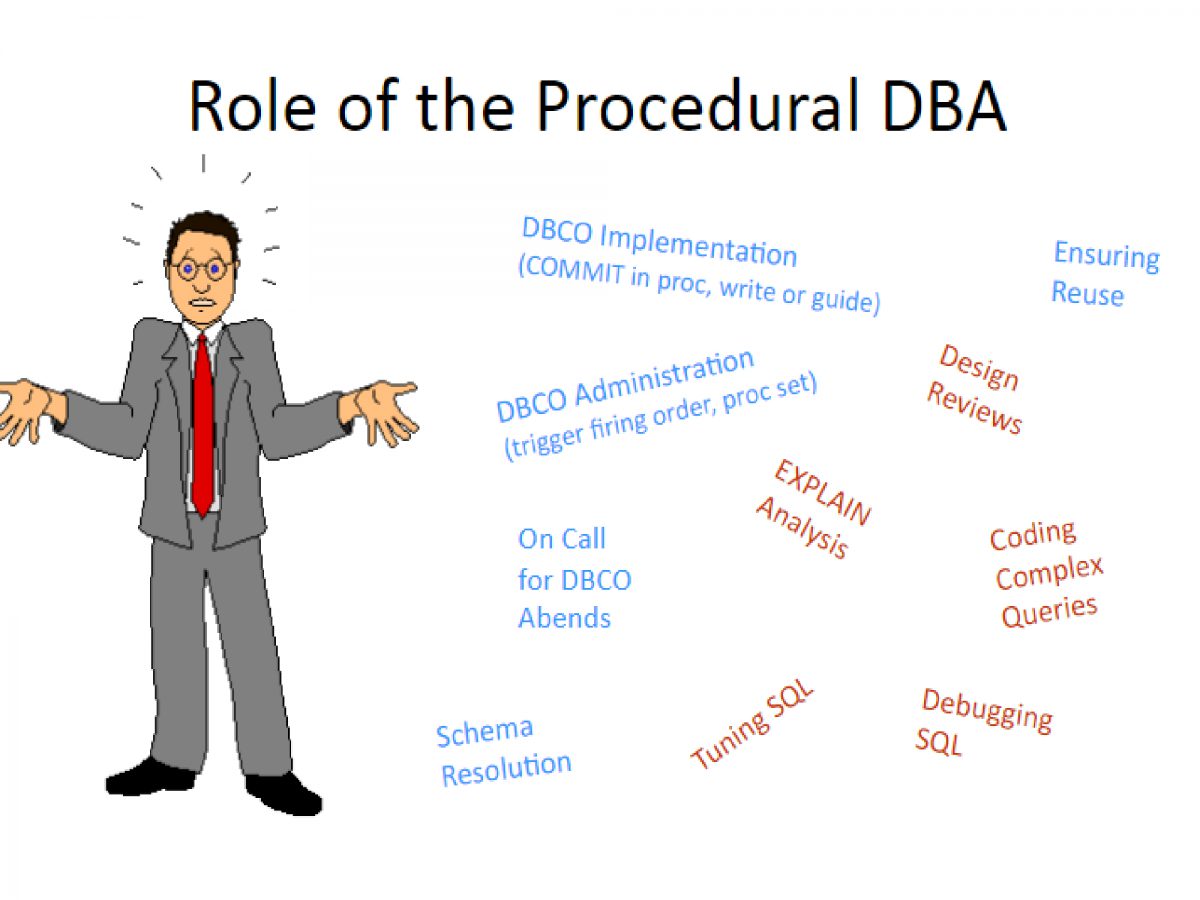 Role of the Procedural DBA
DBCO Implementation
(COMMIT in proc, write or guide)
Ensuring
Reuse
DBCO Administration
(trigger firing order, proc set)
Design
Reviews
EXPLAIN
Analysis
On Call
for DBCO
Abends
Coding
Complex
Queries
Schema
Resolution
Tuning SQL
Debugging
SQL